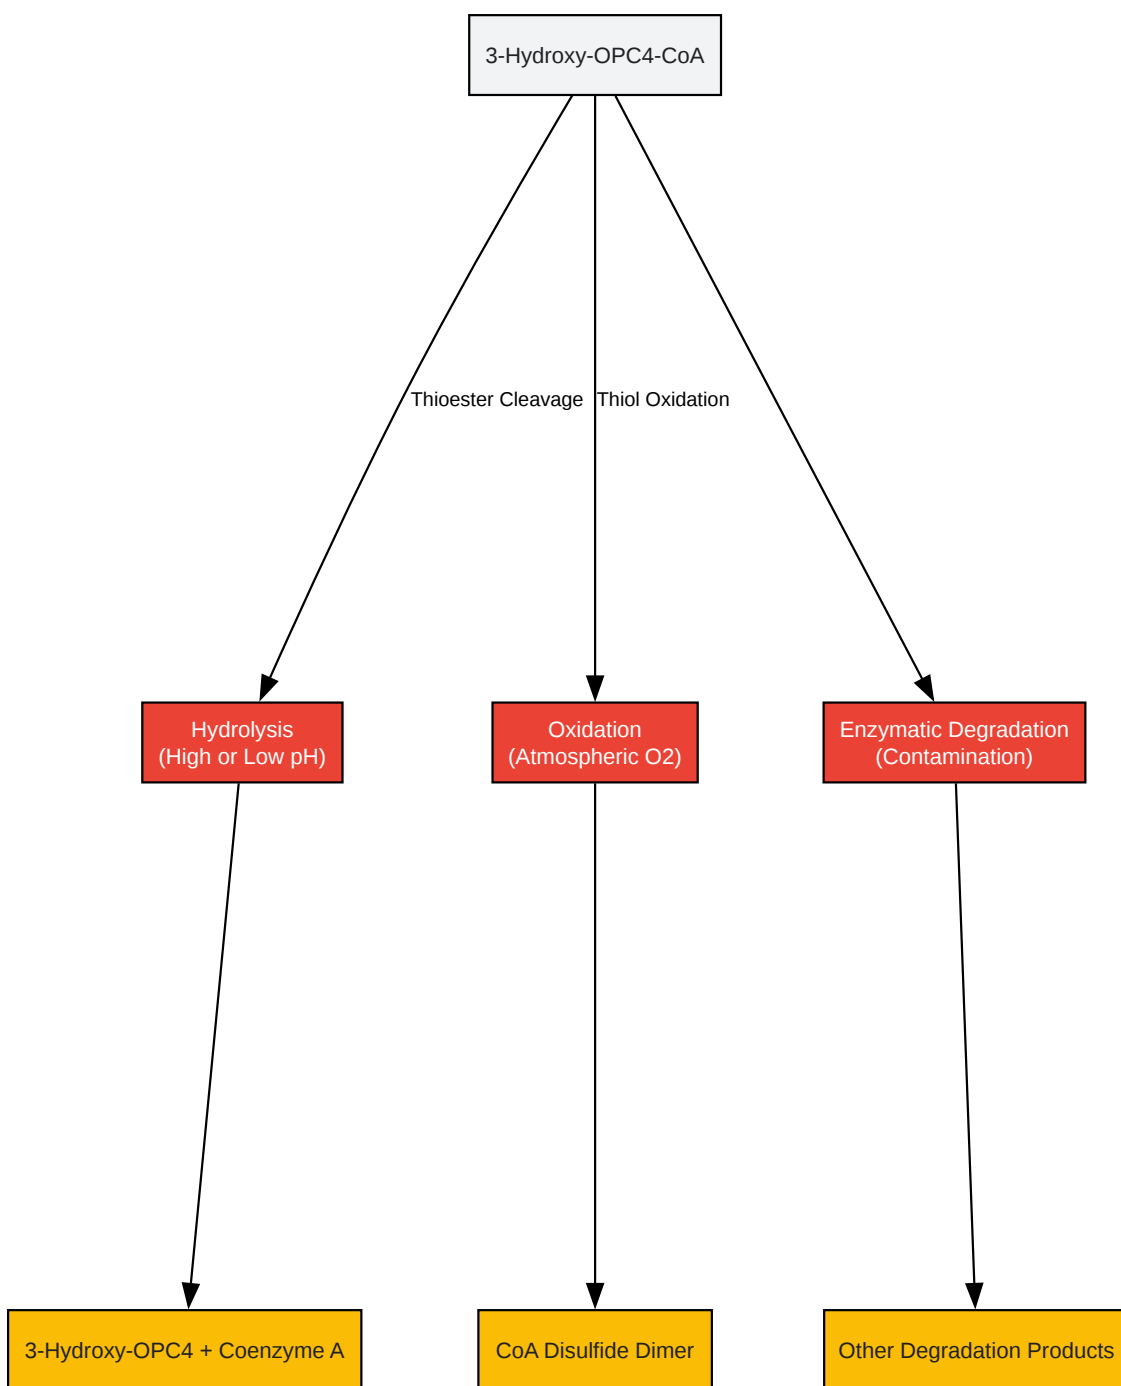 3-Hydroxy-OPC4-CoA
Thioester Cleavage
Thiol Oxidation
Hydrolysis
(High or Low pH)
Oxidation
(Atmospheric O2)
Enzymatic Degradation
(Contamination)
3-Hydroxy-OPC4 + Coenzyme A
CoA Disulfide Dimer
Other Degradation Products